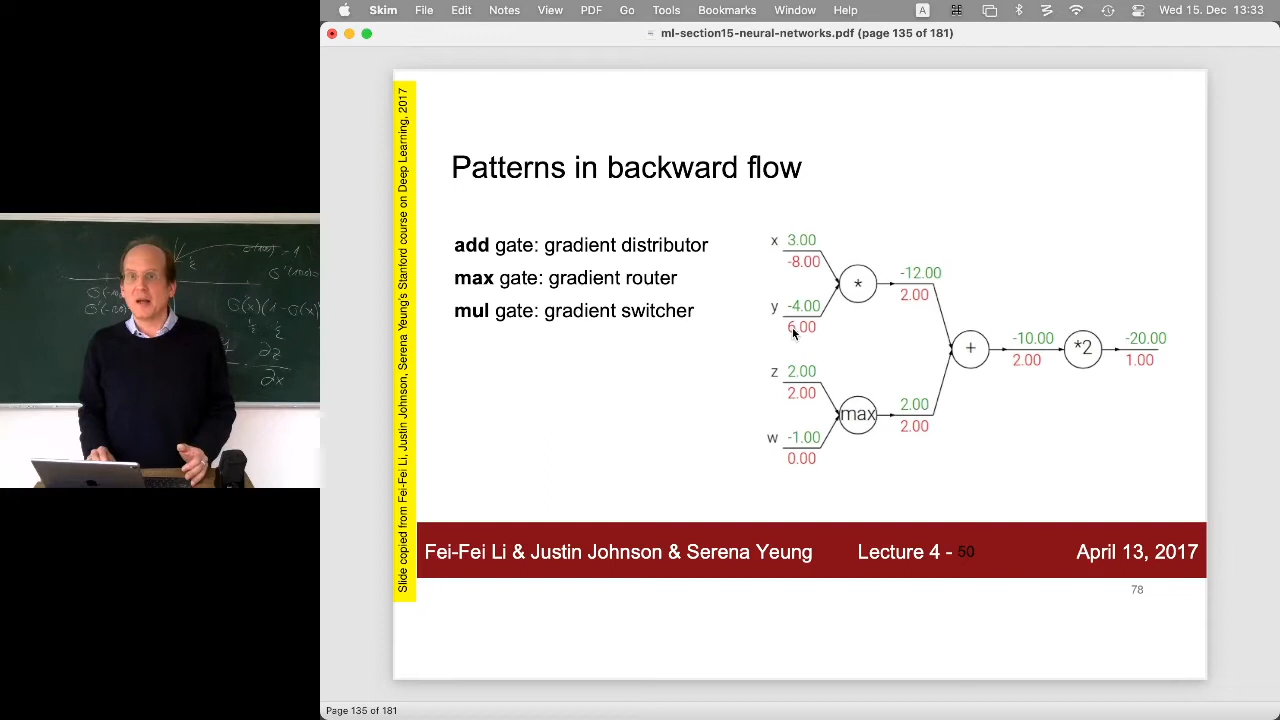 Skim File Edit Notes View PDF Go Tools Bookmarks Window Help A Wed 15. Dec 13:33
ml-section15-neural-networks.pdf (page 135 of 181)
Slide copied from Fei-Fei Li, Justin Johnson, Serena Yeung's Stanford course on Deep Learning, 2017
Patterns in backward flow
add gate: gradient distributor
max gate: gradient router
mul gate: gradient switcher
x 3.00
-8.00
y -4.00
6.00
*
-12.00
2.00
z 2.00
2.00
w -1.00
0.00
max
2.00
2.00
+
-10.00
2.00
*2
-20.00
1.00
Fei-Fei Li & Justin Johnson & Serena Yeung Lecture 4 - 50 April 13, 2017
78
Page 135 of 181
σ(x)(1-σ(x)
∂z
∂x